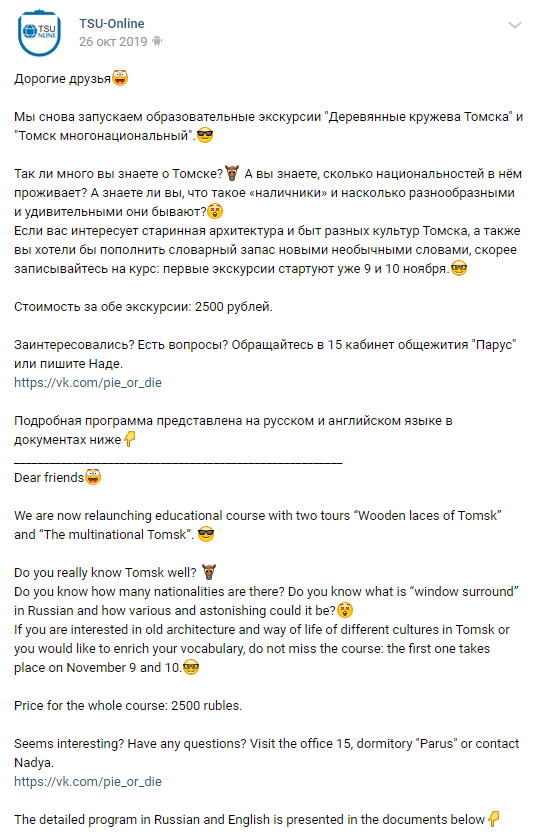 TSU
NLINE
TSU-Online
26 окт 2019
Дорогие друзья😜
Мы снова запускаем образовательные экскурсии "Деревянные кружева Томска" и
"Томск многонациональный".😎
Так ли много вы знаете о Томске?🐮 А вы знаете, сколько национальностей в нём
проживает? А знаете ли вы, что такое «наличники» и насколько разнообразными
и удивительными они бывают?😲
Если вас интересует старинная архитектура и быт разных культур Томска, а также
вы хотели бы пополнить словарный запас новыми необычными словами, скорее
записывайтесь на курс: первые экскурсии стартуют уже 9 и 10 ноября.🤓
Стоимость за обе экскурсии: 2500 рублей.
Заинтересовались? Есть вопросы? Обращайтесь в 15 кабинет общежития "Парус"
или пишите Наде.
https://vk.com/pie_or_die
Подробная программа представлена на русском и английском языке в
документах ниже👇
____________________________________________________
Dear friends😜
We are now relaunching educational course with two tours “Wooden laces of Tomsk”
and “The multinational Tomsk”. 😎
Do you really know Tomsk well? 🐮
Do you know how many nationalities are there? Do you know what is “window surround”
in Russian and how various and astonishing could it be?😲
If you are interested in old architecture and way of life of different cultures in Tomsk or
you would like to enrich your vocabulary, do not miss the course: the first one takes
place on November 9 and 10.🤓
Price for the whole course: 2500 rubles.
Seems interesting? Have any questions? Visit the office 15, dormitory "Parus" or contact
Nadya.
https://vk.com/pie_or_die
The detailed program in Russian and English is presented in the documents below👇